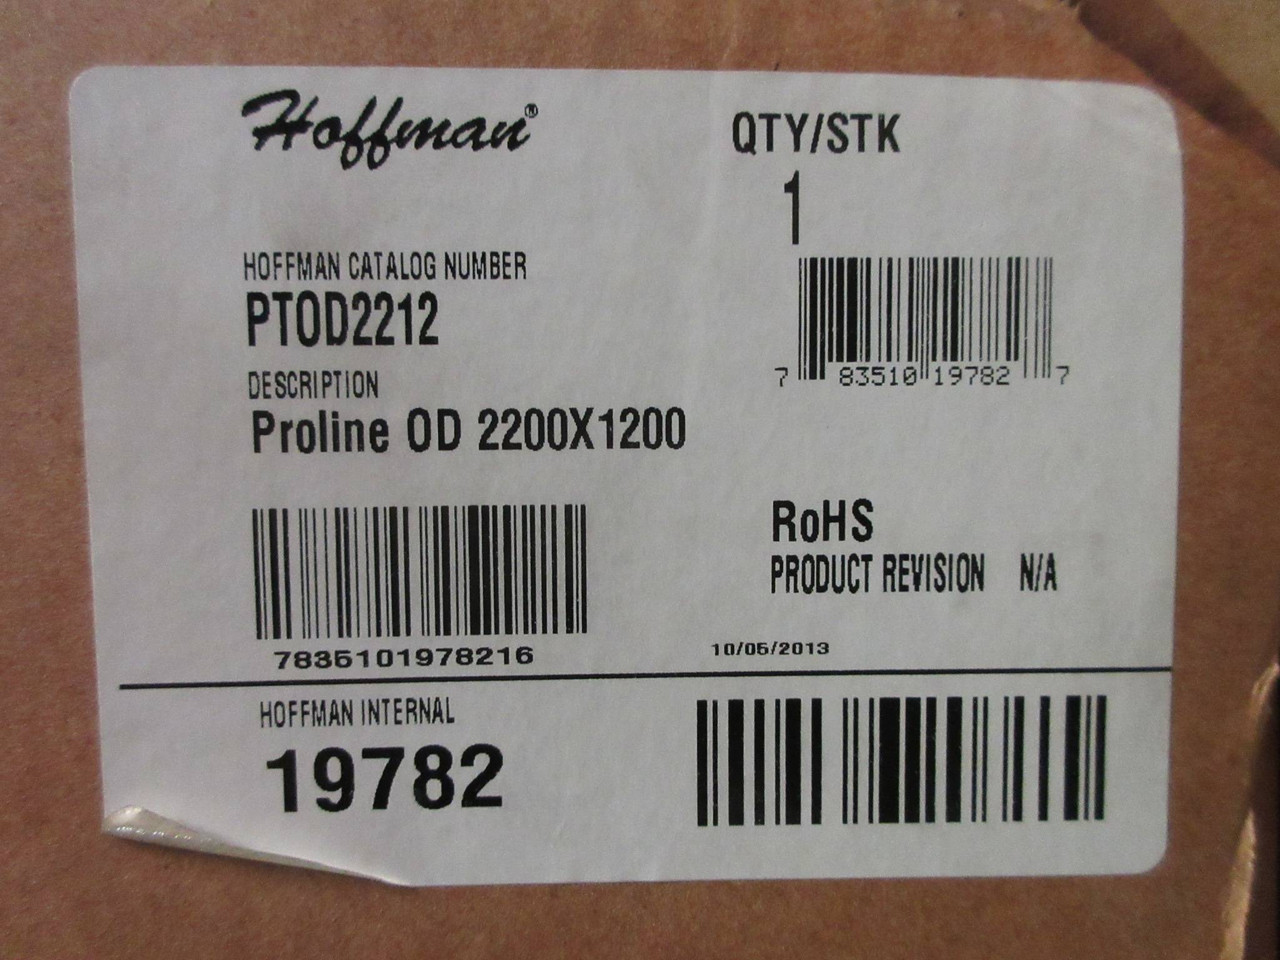 Hoffman®
QTY/STK
1
HOFFMAN CATALOG NUMBER
PTOD2212
7 83510 19782 7
DESCRIPTION
Proline OD 2200X1200
RoHS
PRODUCT REVISION N/A
7835101978216
10/05/2013
HOFFMAN INTERNAL
19782